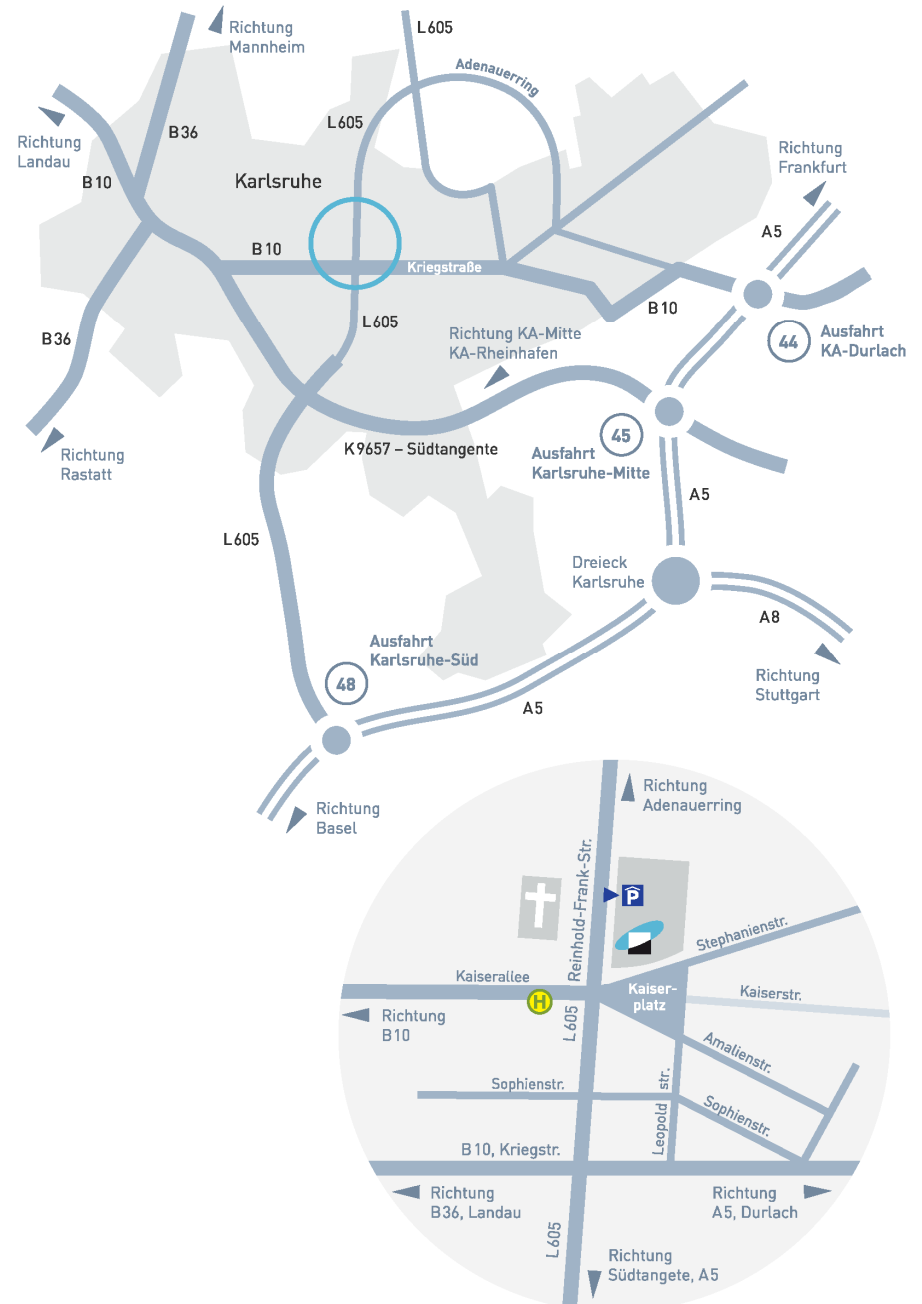 Richtung
Mannheim
L605
Adenauerring
B36
L605
Richtung
Landau
B10
Karlsruhe
Richtung
Frankfurt
A5
B10
Kriegstraße
B10
L605
B36
Richtung KA-Mitte
KA-Rheinhafen
44
Ausfahrt
KA-Durlach
45
Ausfahrt
Karlsruhe-Mitte
K9657 – Südtangente
Richtung
Rastatt
A5
L605
Dreieck
Karlsruhe
A8
Ausfahrt
Karlsruhe-Süd
48
Richtung
Stuttgart
A5
Richtung
Basel
Richtung
Adenauerring
Reinhold-Frank-Str.
P
Stephanienstr.
Kaiserallee
H
Kaiser-
platz
Kaiserstr.
Richtung
B10
L605
Amalienstr.
Sophienstr.
Leopold str.
Sophienstr.
B10, Kriegstr.
Richtung
B36, Landau
Richtung
A5, Durlach
L605
Richtung
Südtangete, A5